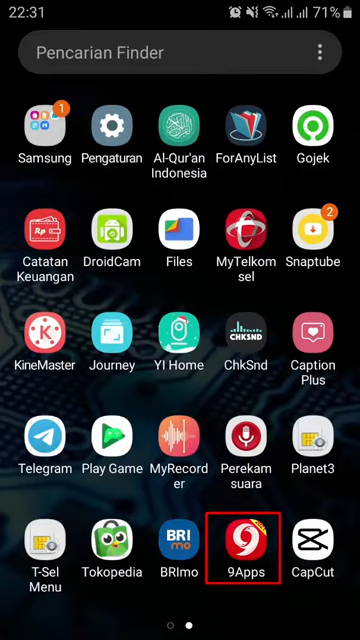 22:31
71%
Pencarian Finder
1
Samsung
Pengaturan
Al-Qur'an
Indonesia
ForAnyList
Gojek
Rp
2
Catatan
Keuangan
DroidCam
Files
MyTelkom
sel
Snaptube
CHKSND
KineMaster
Journey
YI Home
ChkSnd
Caption
Plus
Telegram
Play Game
MyRecord
er
Perekam
suara
Planet3
BRI
mo
T-Sel
Menu
Tokopedia
BRImo
9Apps
CapCut